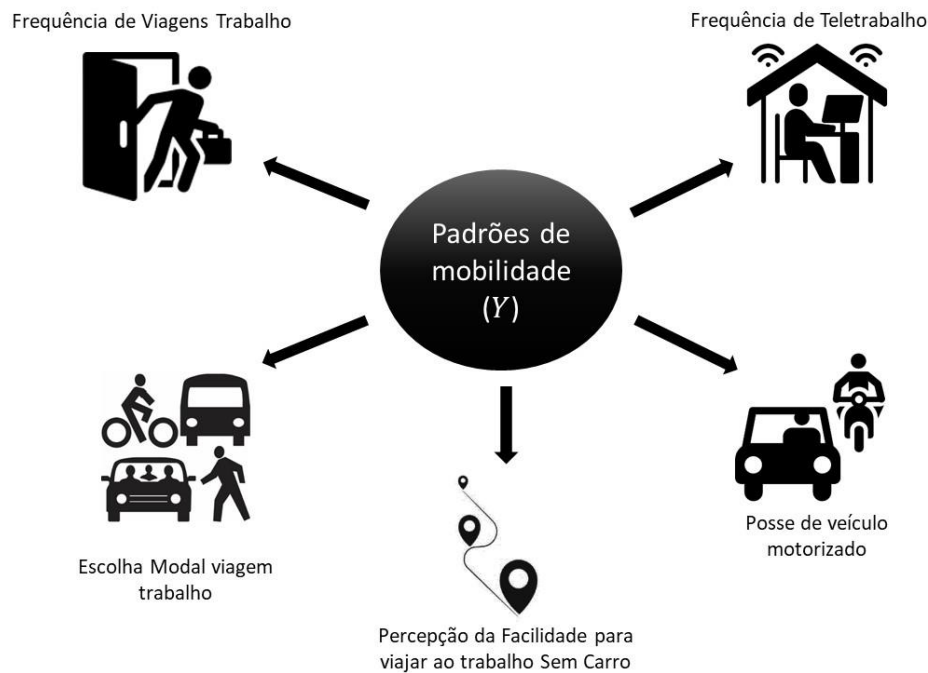 Frequência de Viagens Trabalho
Frequência de Teletrabalho
Padrões de
mobilidade
(Y)
Escolha Modal viagem
trabalho
Posse de veículo
motorizado
Percepção da Facilidade para
viajar ao trabalho Sem Carro